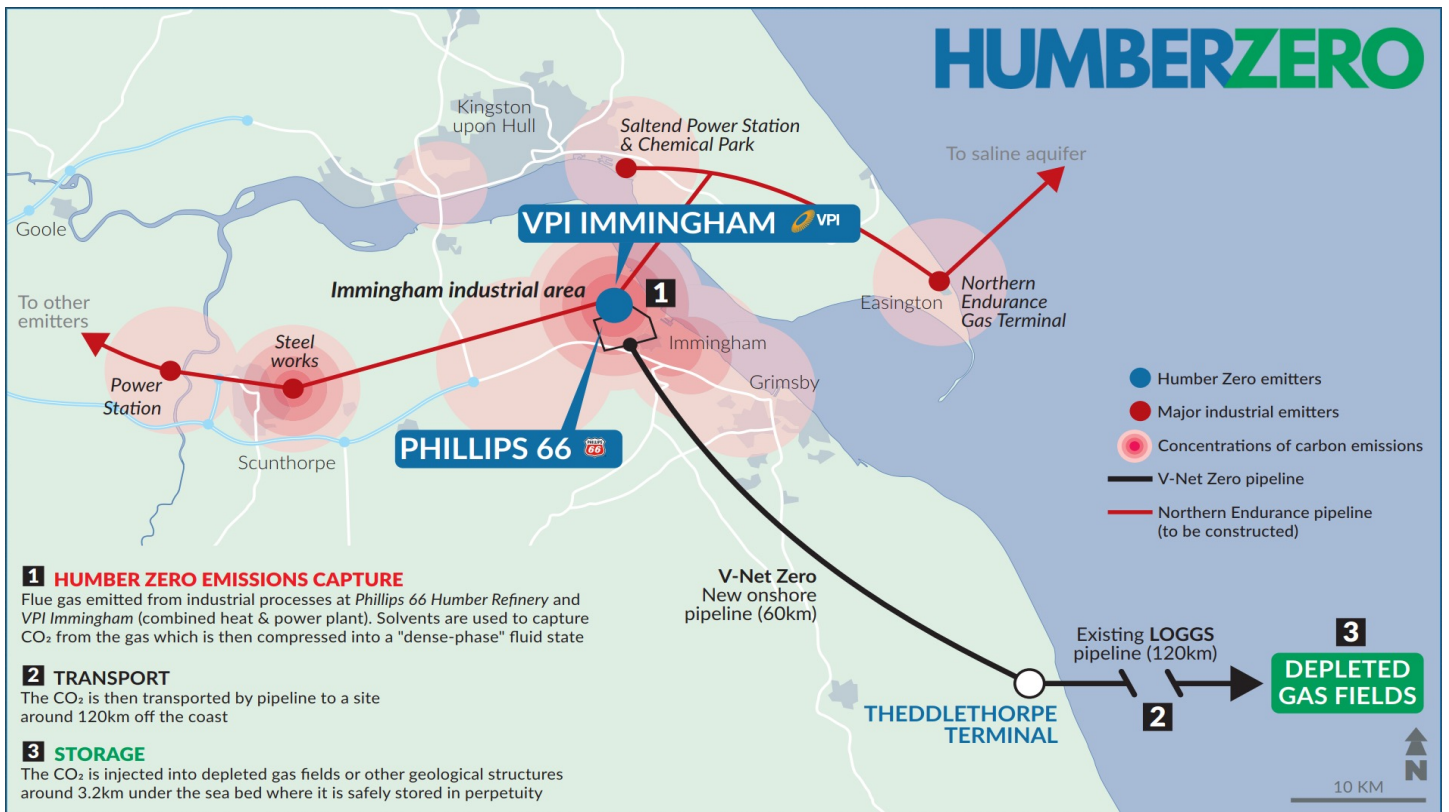 HUMBERZERO
Kingston
upon Hull
Saltend Power Station
& Chemical Park
To saline aquifer
Goole
VPI IMMINGHAM VPI
Immingham industrial area
1
To other
emitters
Easington
Northern
Endurance
Gas Terminal
Steel
works
Immingham
Power
Station
Grimsby
PHILLIPS 66 PHILLIPS 66
Scunthorpe
Humber Zero emitters
Major industrial emitters
Concentrations of carbon emissions
V-Net Zero pipeline
Northern Endurance pipeline
(to be constructed)
1 HUMBER ZERO EMISSIONS CAPTURE
Flue gas emitted from industrial processes at Phillips 66 Humber Refinery and
VPI Immingham (combined heat & power plant). Solvents are used to capture
CO₂ from the gas which is then compressed into a "dense-phase" fluid state
2 TRANSPORT
The CO₂ is then transported by pipeline to a site
around 120km off the coast
3 STORAGE
The CO₂ is injected into depleted gas fields or other geological structures
around 3.2km under the sea bed where it is safely stored in perpetuity
V-Net Zero
New onshore
pipeline (60km)
THEDDLETHORPE
TERMINAL
Existing LOGGS
pipeline (120km)
2
3
DEPLETED
GAS FIELDS
N
10 KM